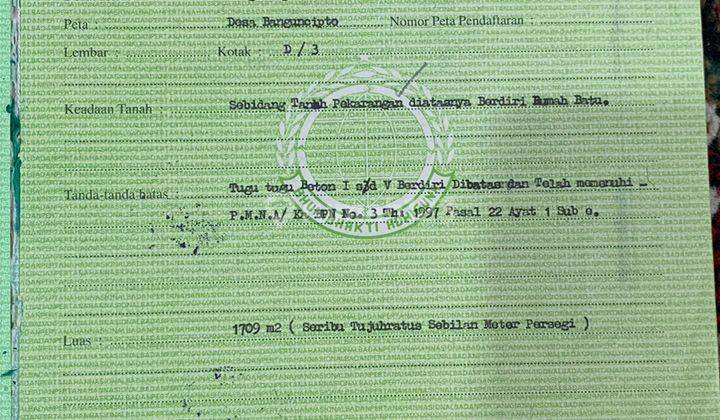 Peta : Desa Banguncipto Nomor Peta Pendaftaran :
Lembar : Kotak : D / 3
Keadaan Tanah : Sebidang Tanah Pekarangan diatasnya Berdiri Rumah Batu.
Tanda-tanda batas : Tugu tugu Beton I s/d V Berdiri Dibatas dan Telah memenuhi -
P.M.N.A/ Ka BPN No. 3 Th. 1997 Pasal 22 Ayat 1 Sub e.
Luas : 1709 m2 ( Seribu Tujuhratus Sebilan Meter Persegi )